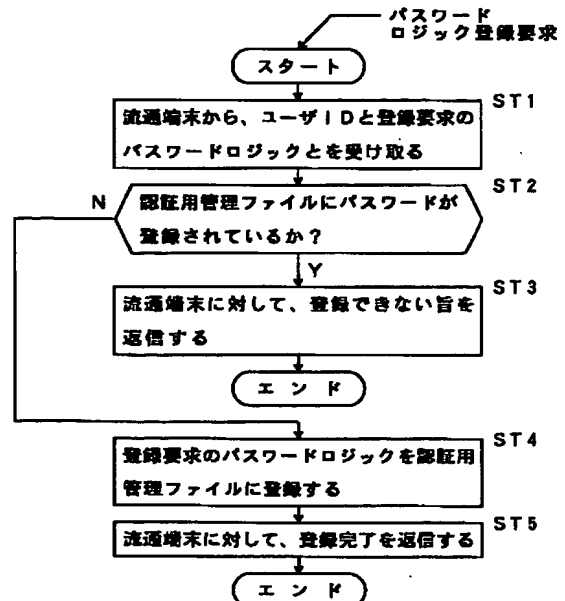 パスワード
ロジック登録要求
スタート
ST1
流通端末から、ユーザIDと登録要求の
パスワードロジックとを受け取る
ST2
N
認証用管理ファイルにパスワードが
登録されているか?
Y
ST3
流通端末に対して、登録できない旨を
返信する
エンド
ST4
登録要求のパスワードロジックを認証用
管理ファイルに登録する
ST5
流通端末に対して、登録完了を返信する
エンド